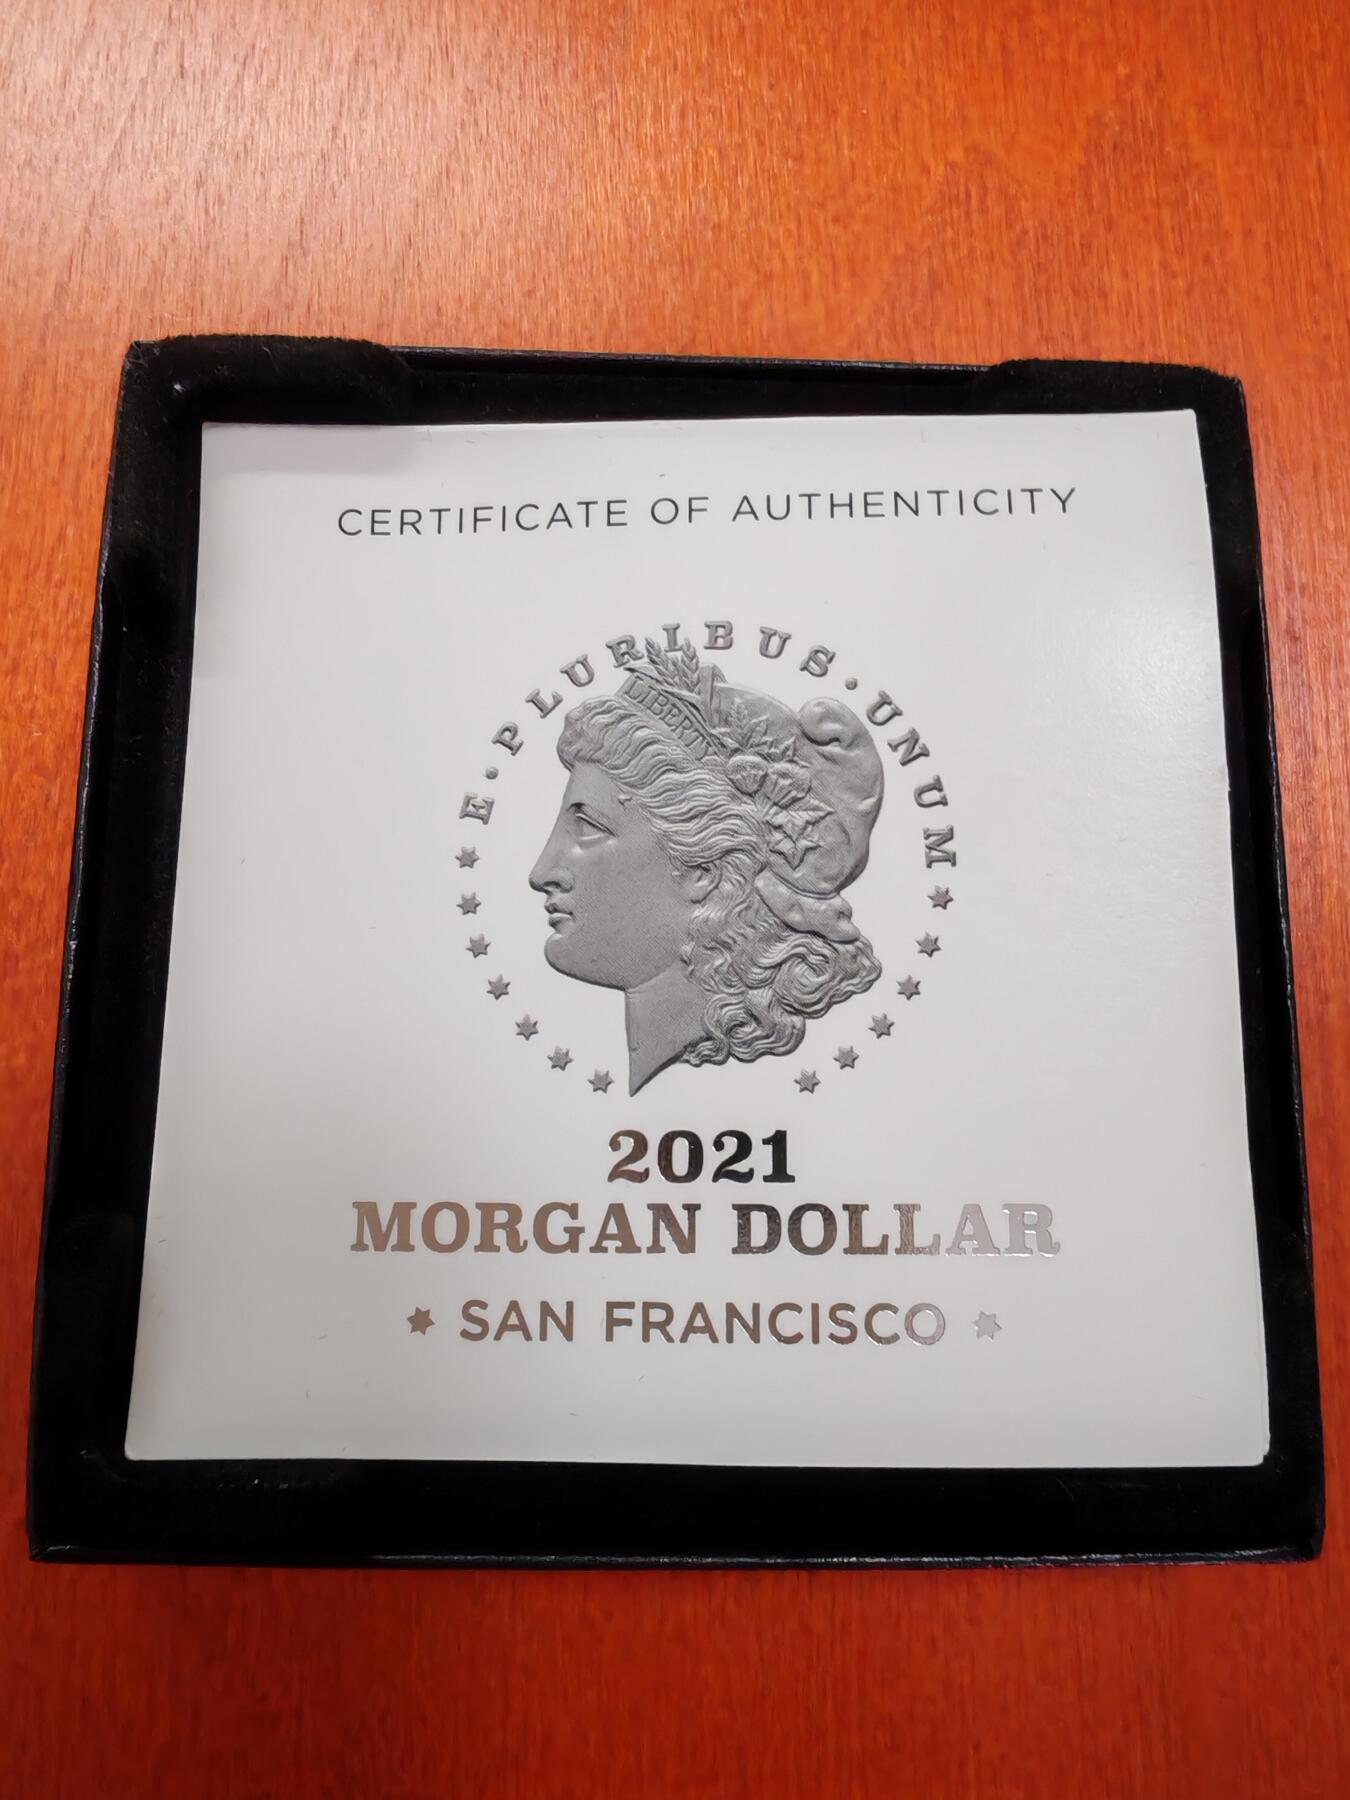 CERTIFICATE OF AUTHENTICITY
E·PLURIBUS·UNUM
LIBERTY
2021
MORGAN DOLLAR
★ SAN FRANCISCO ★